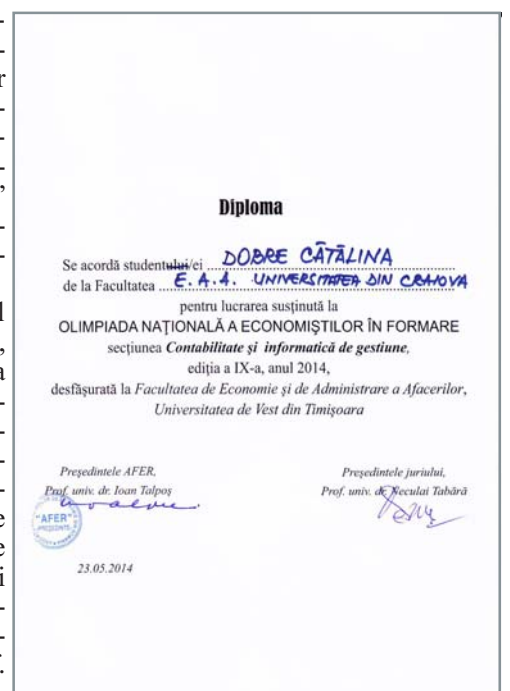 Diploma
Se acordă studentului/ei DOBRE CĂTĂLINA
de la Facultatea E. A. A. UNIVERSITATEA DIN CRAIOVA
pentru lucrarea susținută la
OLIMPIADA NAȚIONALĂ A ECONOMIȘTILOR ÎN FORMARE
secțiunea Contabilitate și informatică de gestiune,
ediția a IX-a, anul 2014,
desfășurată la Facultatea de Economie și de Administrare a Afacerilor,
Universitatea de Vest din Timișoara
Președintele AFER,
Prof. univ. dr. Ioan Talpoș
Președintele juriului,
Prof. univ. dr. Neculai Tabără
"AFER"
PREȘEDINTE
23.05.2014